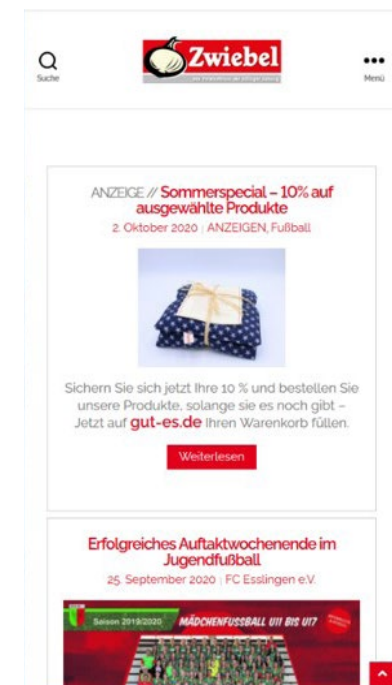 Suche
Zwiebel
Menü
ANZEIGE // Sommerspecial – 10% auf
ausgewählte Produkte
2. Oktober 2020 | ANZEIGEN, Fußball
Sichern Sie sich jetzt Ihre 10 % und bestellen Sie
unsere Produkte, solange sie es noch gibt –
Jetzt auf gut-es.de Ihren Warenkorb füllen.
Weiterlesen
Erfolgreiches Auftaktwochenende im
Jugendfußball
25. September 2020 | FC Esslingen e.V.
Saison 2019/2020
MÄDCHENFUSSBALL U11 BIS U17